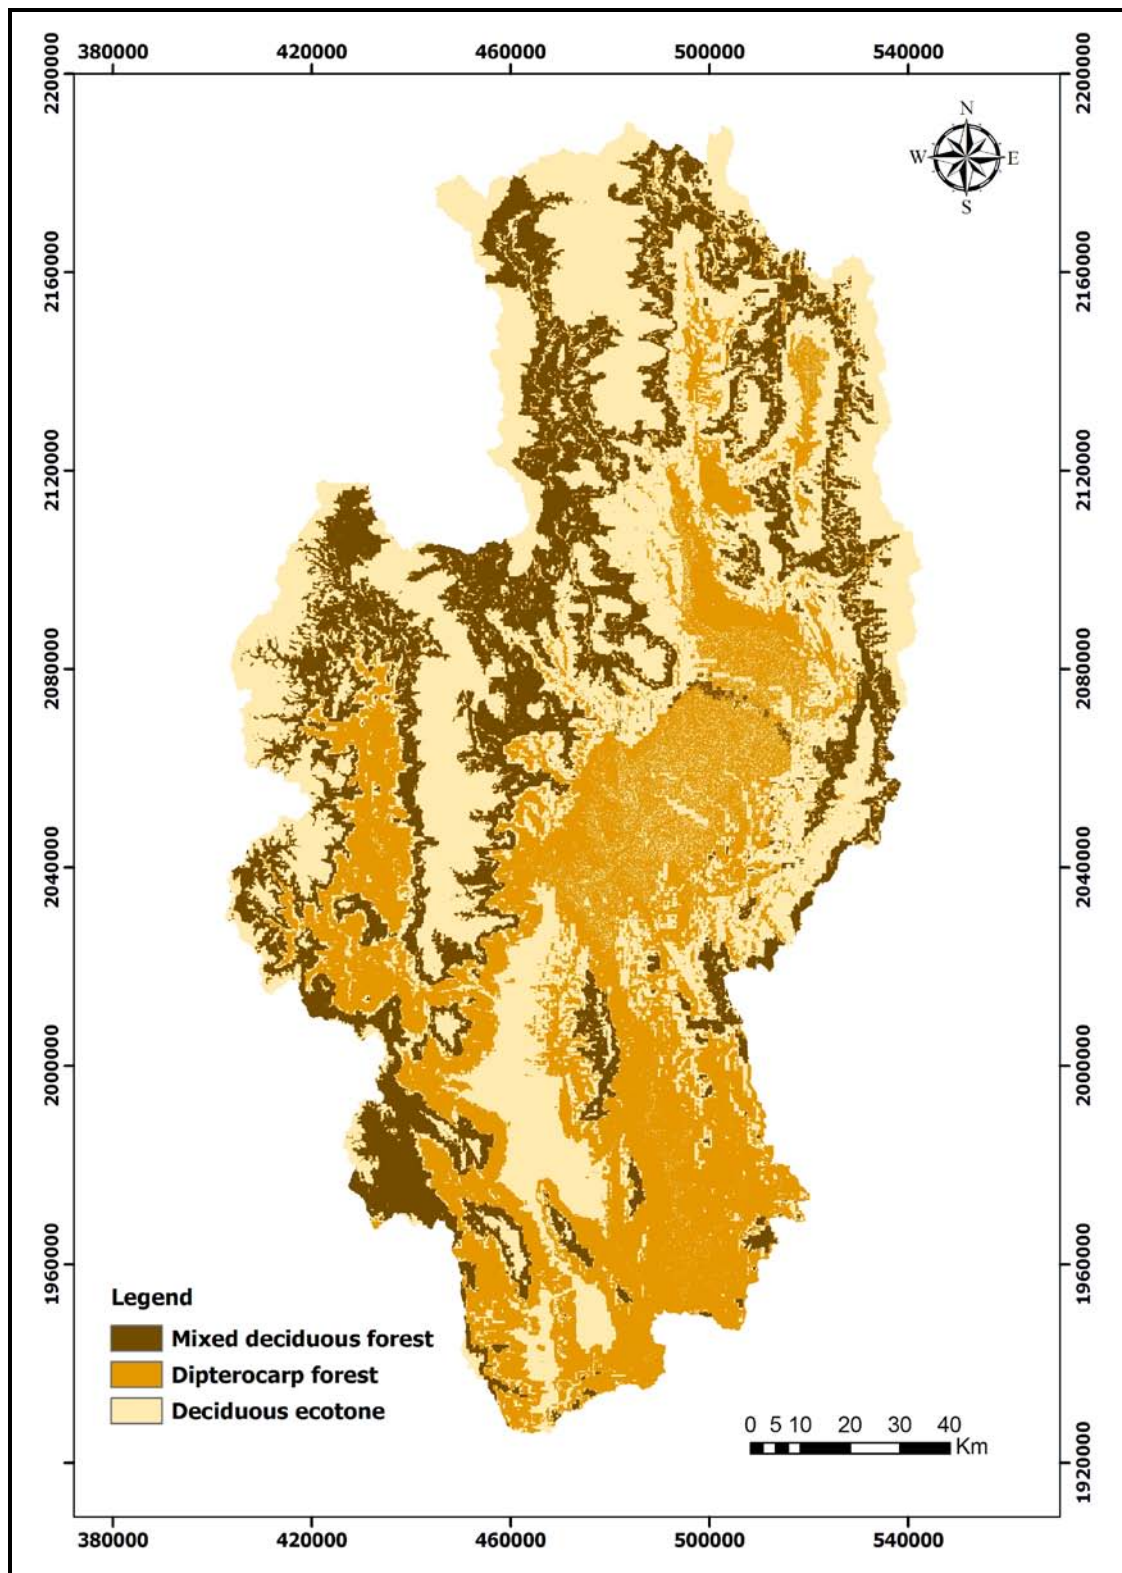 380000 420000 460000 500000 540000
2200000 2200000
N
W E
S
2160000 2160000
2120000 2120000
2080000 2080000
2040000 2040000
2000000 2000000
1960000 1960000
Legend
Mixed deciduous forest
Dipterocarp forest
Deciduous ecotone
0 5 10 20 30 40
Km
1920000
380000 420000 460000 500000 540000